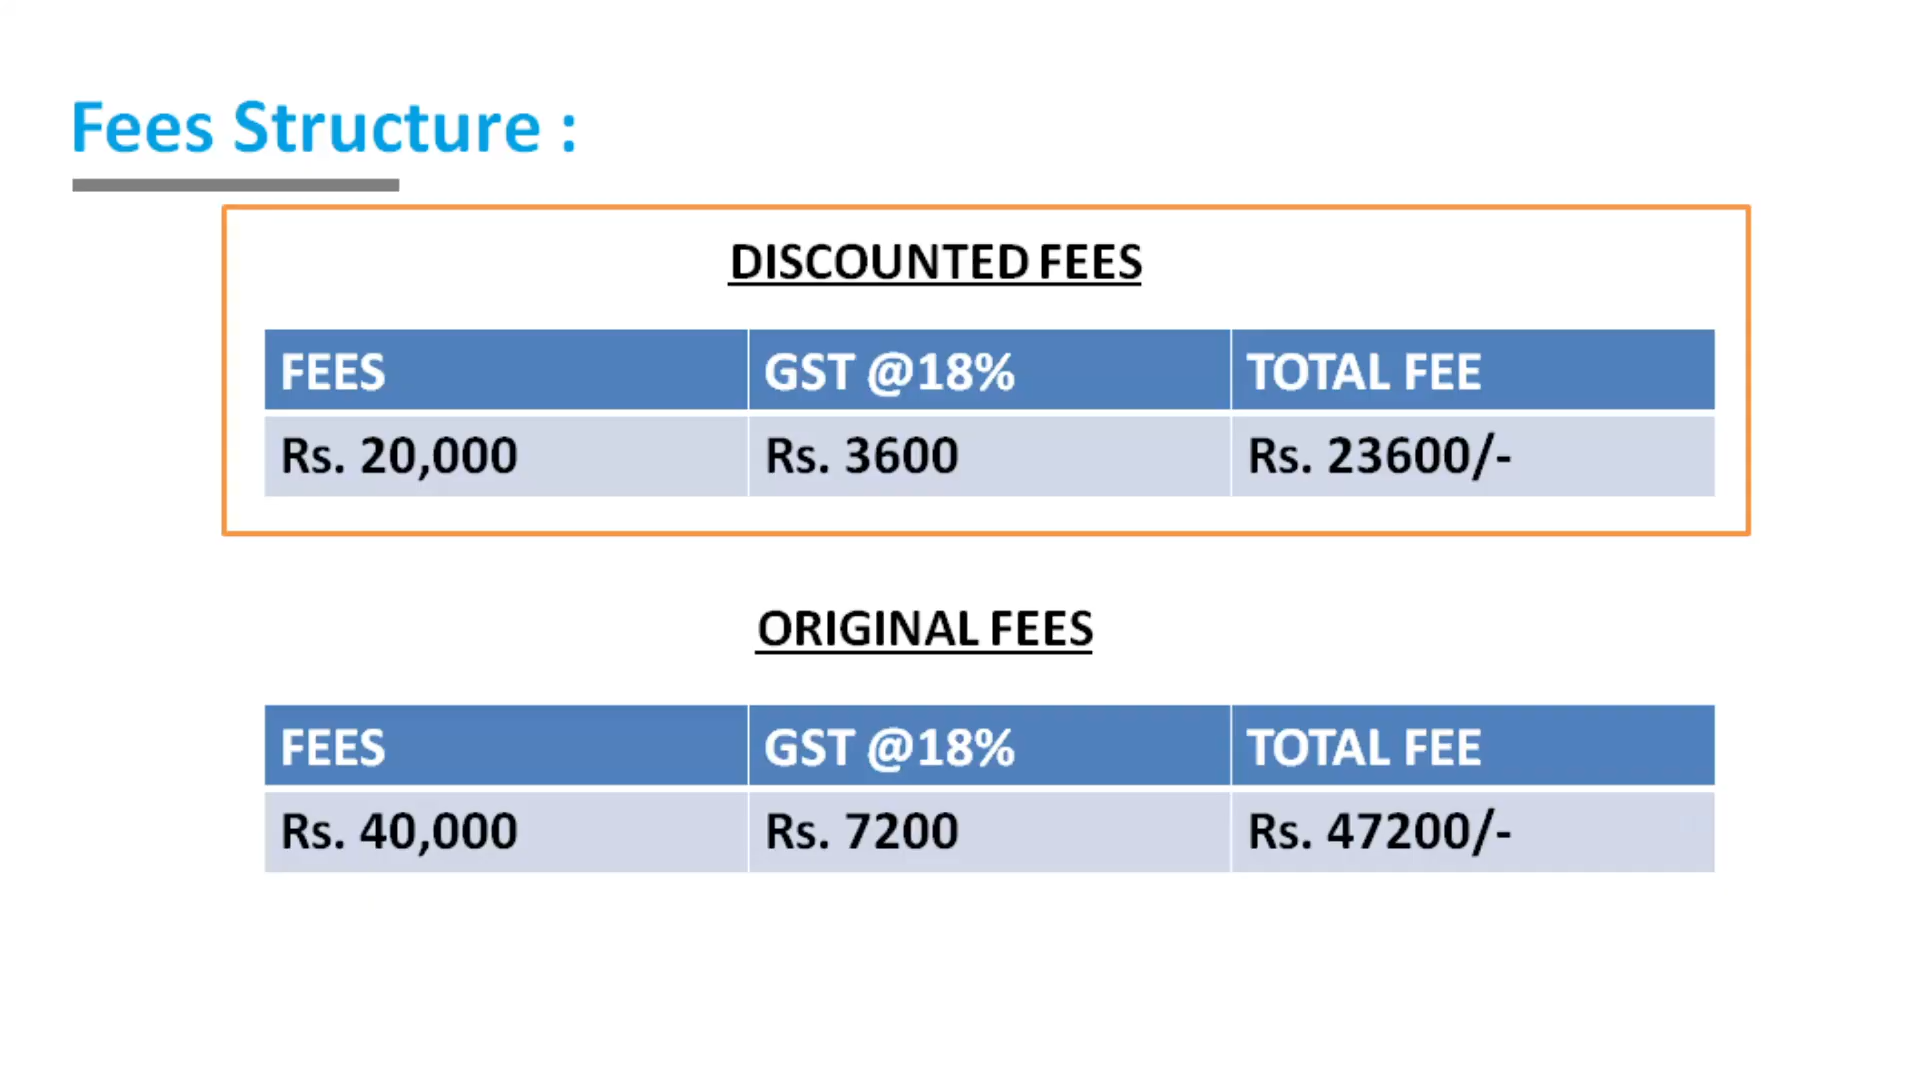 Fees Structure :
DISCOUNTED FEES
FEES GST @18% TOTAL FEE
Rs. 20,000 Rs. 3600 Rs. 23600/-
ORIGINAL FEES
FEES GST @18% TOTAL FEE
Rs. 40,000 Rs. 7200 Rs. 47200/-